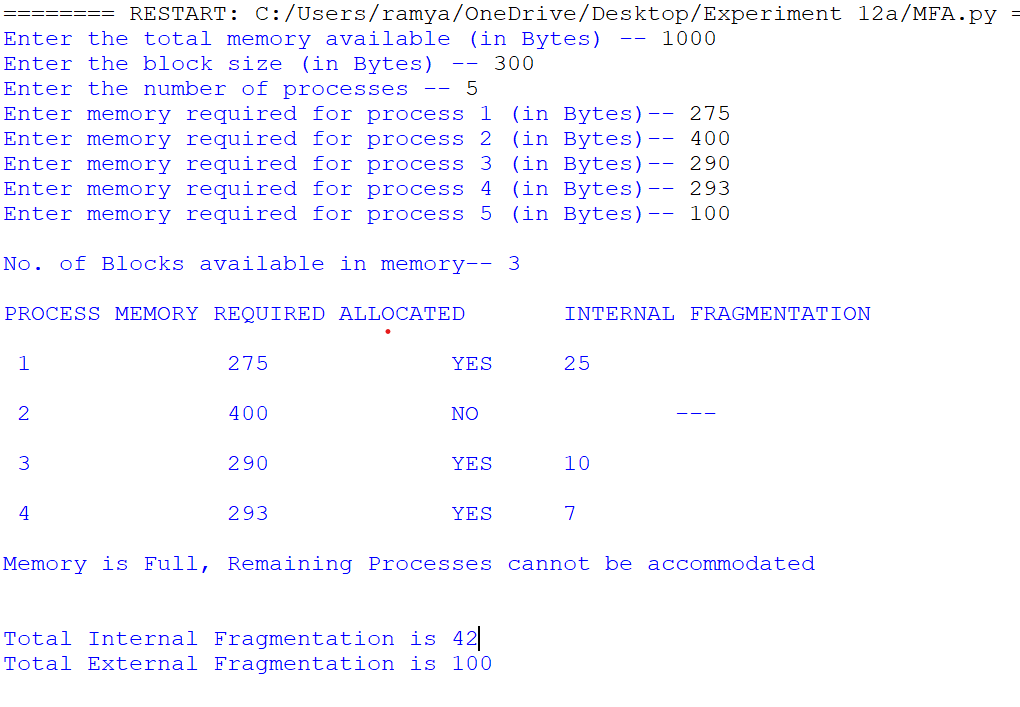 ======== RESTART: C:/Users/ramya/OneDrive/Desktop/Experiment 12a/MFA.py =
Enter the total memory available (in Bytes) -- 1000
Enter the block size (in Bytes) -- 300
Enter the number of processes -- 5
Enter memory required for process 1 (in Bytes)-- 275
Enter memory required for process 2 (in Bytes)-- 400
Enter memory required for process 3 (in Bytes)-- 290
Enter memory required for process 4 (in Bytes)-- 293
Enter memory required for process 5 (in Bytes)-- 100
No. of Blocks available in memory-- 3
PROCESS MEMORY REQUIRED ALLOCATED       INTERNAL FRAGMENTATION
1               275             YES     25
2               400             NO              ---
3               290             YES     10
4               293             YES     7
Memory is Full, Remaining Processes cannot be accommodated
Total Internal Fragmentation is 42
Total External Fragmentation is 100